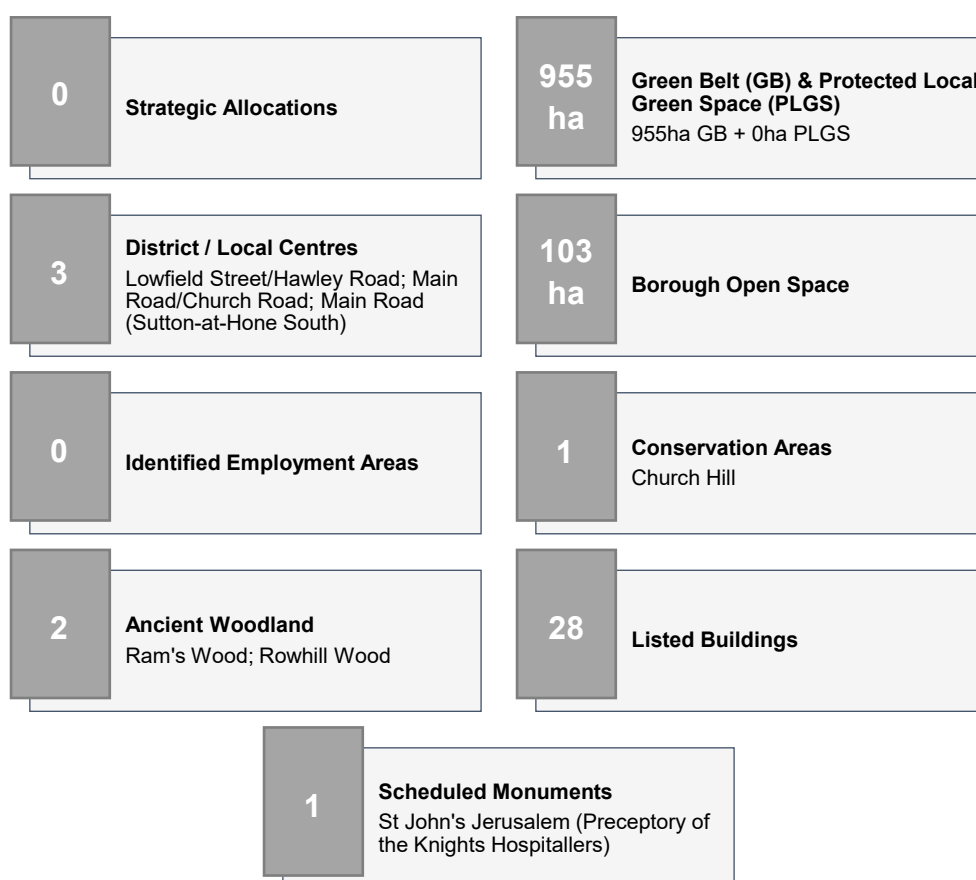 0
Strategic Allocations
955
ha
Green Belt (GB) & Protected Local
Green Space (PLGS)
955ha GB + 0ha PLGS
3
District / Local Centres
Lowfield Street/Hawley Road; Main
Road/Church Road; Main Road
(Sutton-at-Hone South)
103
ha
Borough Open Space
0
Identified Employment Areas
1
Conservation Areas
Church Hill
2
Ancient Woodland
Ram's Wood; Rowhill Wood
28
Listed Buildings
1
Scheduled Monuments
St John's Jerusalem (Preceptory of
the Knights Hospitallers)